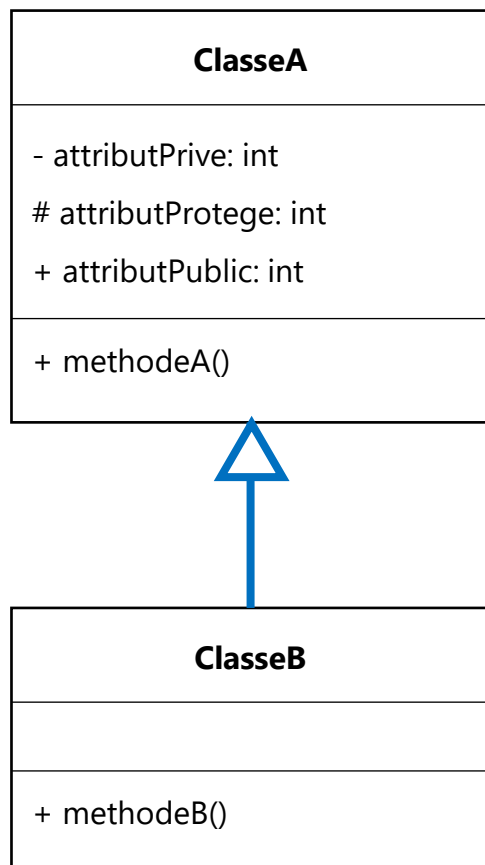 ClasseA
- attributPrive: int
# attributProtege: int
+ attributPublic: int
+ methodeA()
ClasseB
+ methodeB()